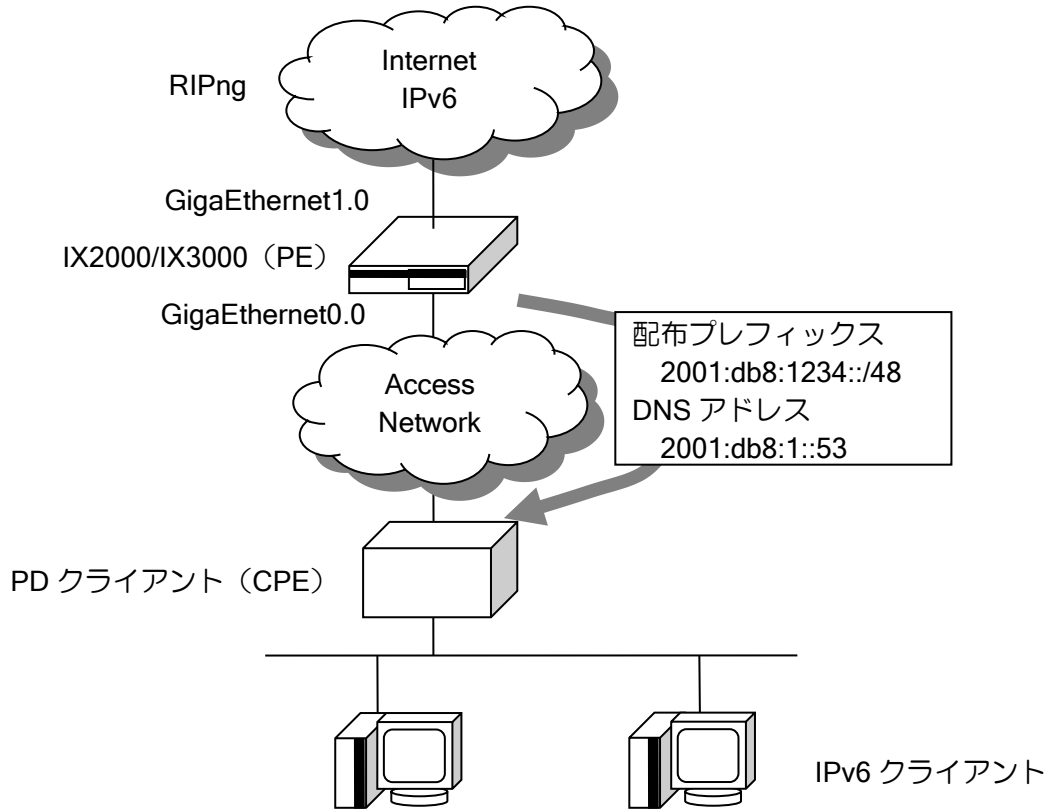 Internet
IPv6
RIPng
GigaEthernet1.0
IX2000/IX3000（PE）
GigaEthernet0.0
配布プレフィックス
2001:db8:1234::/48
DNS アドレス
2001:db8:1::53
Access
Network
PD クライアント（CPE）
IPv6 クライアント